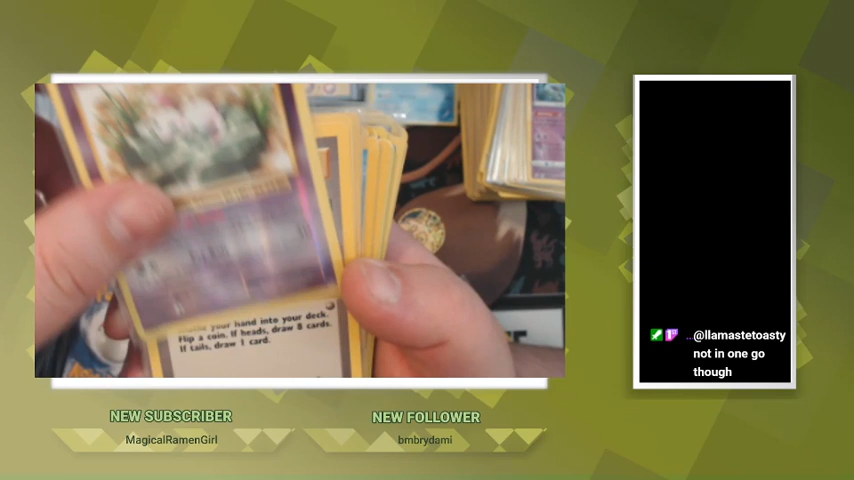 your hand into your deck.
Flip a coin. If heads, draw 8 cards.
If tails, draw 1 card.
@llamastetoasty
not in one go
though
NEW SUBSCRIBER
NEW FOLLOWER
MagicalRamenGirl
bmbrydami